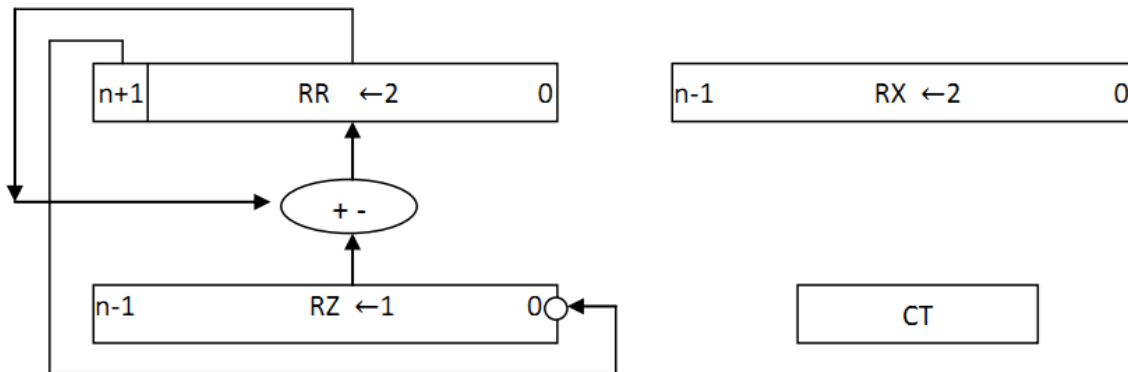 n+1 RR ←2 0 n-1 RX ←2 0
+ -
n-1 RZ ←1 0 CT